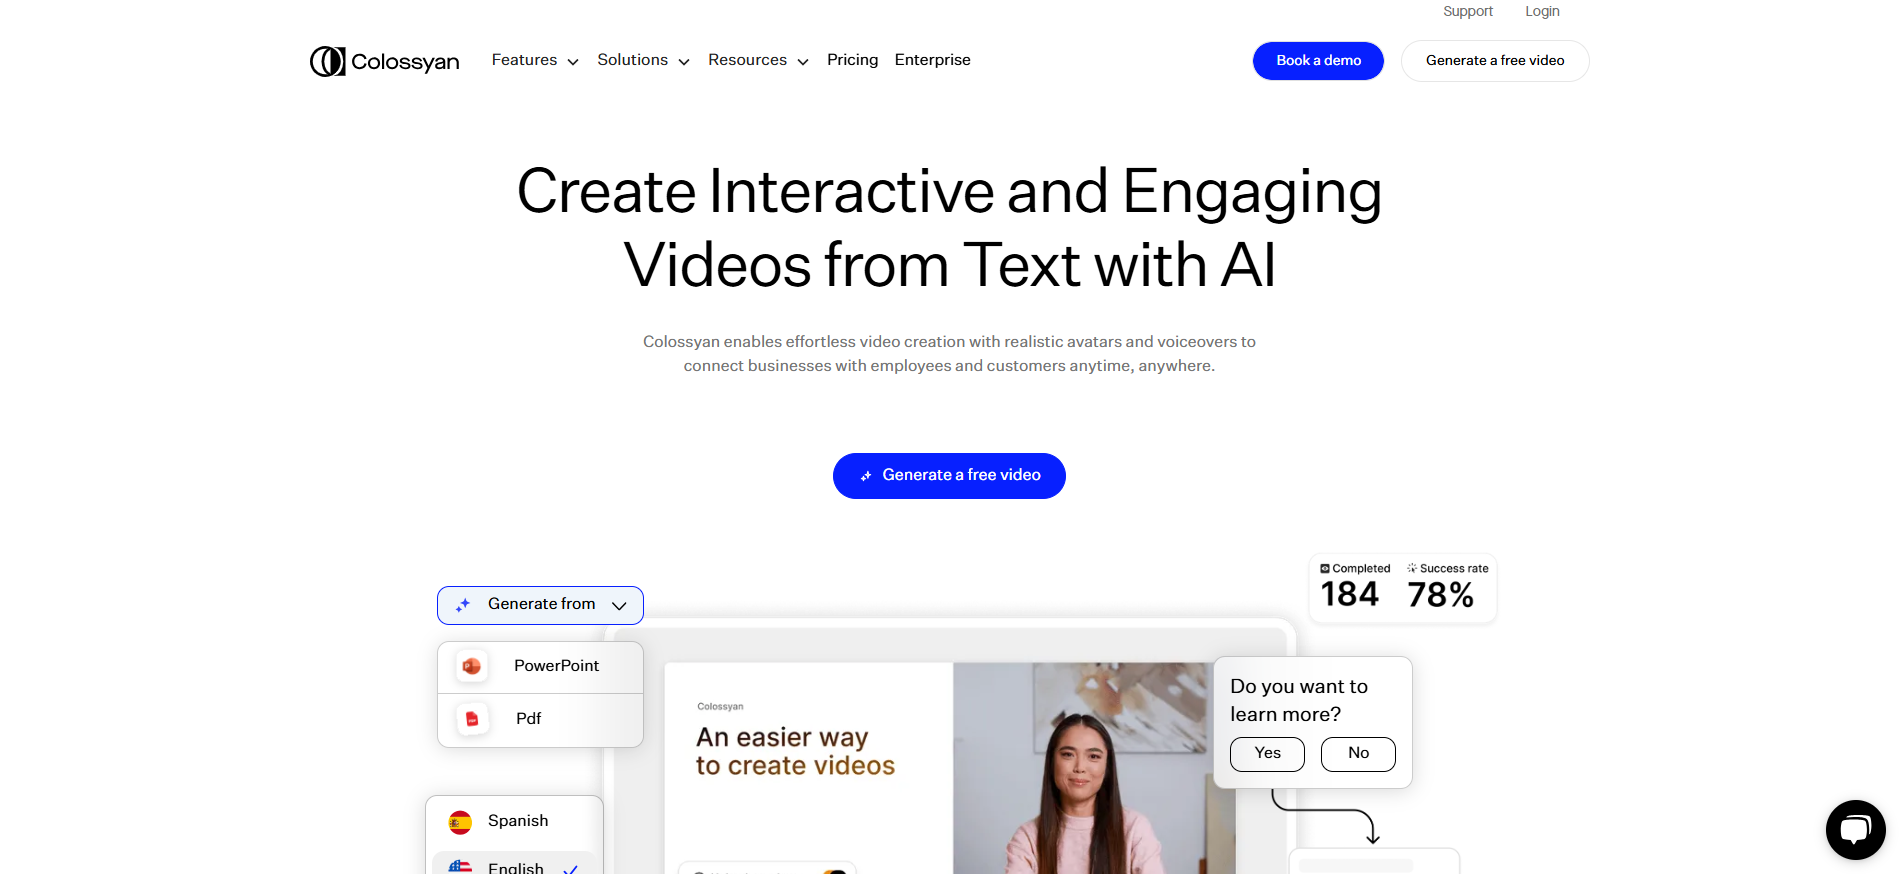 Support Login
Colossyan Features Solutions Resources Pricing Enterprise Book a demo Generate a free video
Create Interactive and Engaging
Videos from Text with AI
Colossyan enables effortless video creation with realistic avatars and voiceovers to
connect businesses with employees and customers anytime, anywhere.
Generate a free video
Completed Success rate
184 78%
Generate from
PowerPoint
Pdf
Colossyan
An easier way
to create videos
Do you want to
learn more?
Yes No
Spanish
English